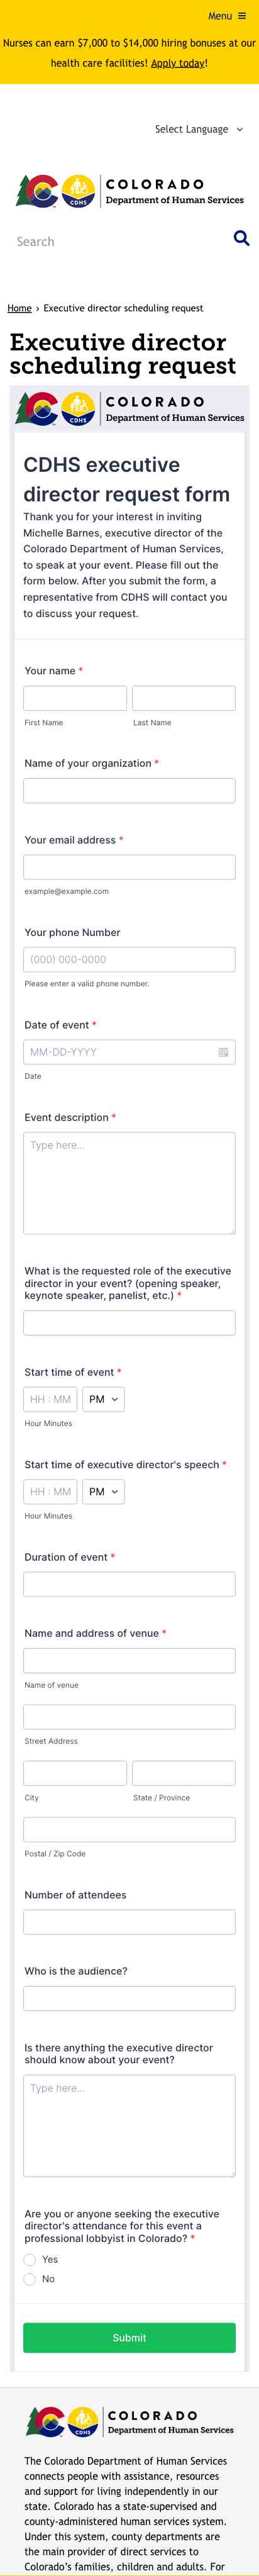 Menu ≡
Nurses can earn $7,000 to $14,000 hiring bonuses at our
health care facilities! Apply today!
Select Language
COLORADO
Department of Human Services
Search
Home › Executive director scheduling request
Executive director
scheduling request
COLORADO
Department of Human Services
CDHS executive
director request form
Thank you for your interest in inviting
Michelle Barnes, executive director of the
Colorado Department of Human Services,
to speak at your event. Please fill out the
form below. After you submit the form, a
representative from CDHS will contact you
to discuss your request.
Your name *
First Name
Last Name
Name of your organization *
Your email address *
example@example.com
Your phone Number
(000) 000-0000
Please enter a valid phone number.
Date of event *
MM-DD-YYYY
Date
Event description *
Type here...
What is the requested role of the executive
director in your event? (opening speaker,
keynote speaker, panelist, etc.) *
Start time of event *
HH : MM PM
Hour Minutes
Start time of executive director's speech *
HH : MM PM
Hour Minutes
Duration of event *
Name and address of venue *
Name of venue
Street Address
City
State / Province
Postal / Zip Code
Number of attendees
Who is the audience?
Is there anything the executive director
should know about your event?
Type here...
Are you or anyone seeking the executive
director's attendance for this event a
professional lobbyist in Colorado? *
Yes
No
Submit
COLORADO
Department of Human Services
The Colorado Department of Human Services
connects people with assistance, resources
and support for living independently in our
state. Colorado has a state-supervised and
county-administered human services system.
Under this system, county departments are
the main provider of direct services to
Colorado's families, children and adults. For